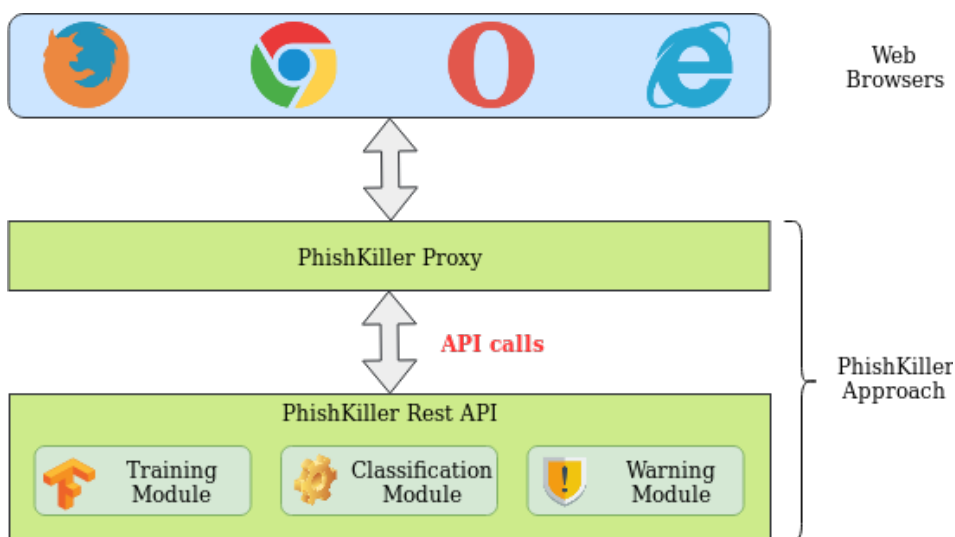 Web
Browsers
PhishKiller Proxy
API calls
PhishKiller
Approach
PhishKiller Rest API
Training
Module
Classification
Module
Warning
Module